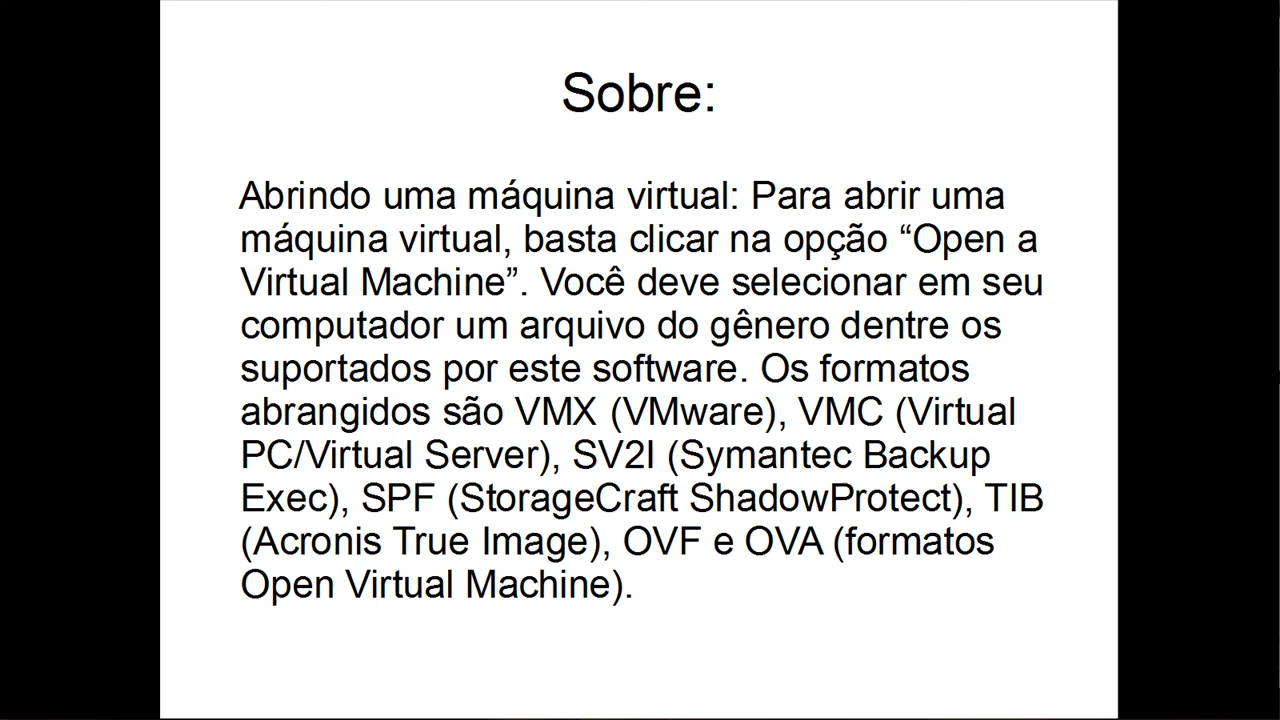 Sobre:
Abrindo uma máquina virtual: Para abrir uma
máquina virtual, basta clicar na opção “Open a
Virtual Machine”. Você deve selecionar em seu
computador um arquivo do gênero dentre os
suportados por este software. Os formatos
abrangidos são VMX (VMware), VMC (Virtual
PC/Virtual Server), SV2I (Symantec Backup
Exec), SPF (StorageCraft ShadowProtect), TIB
(Acronis True Image), OVF e OVA (formatos
Open Virtual Machine).